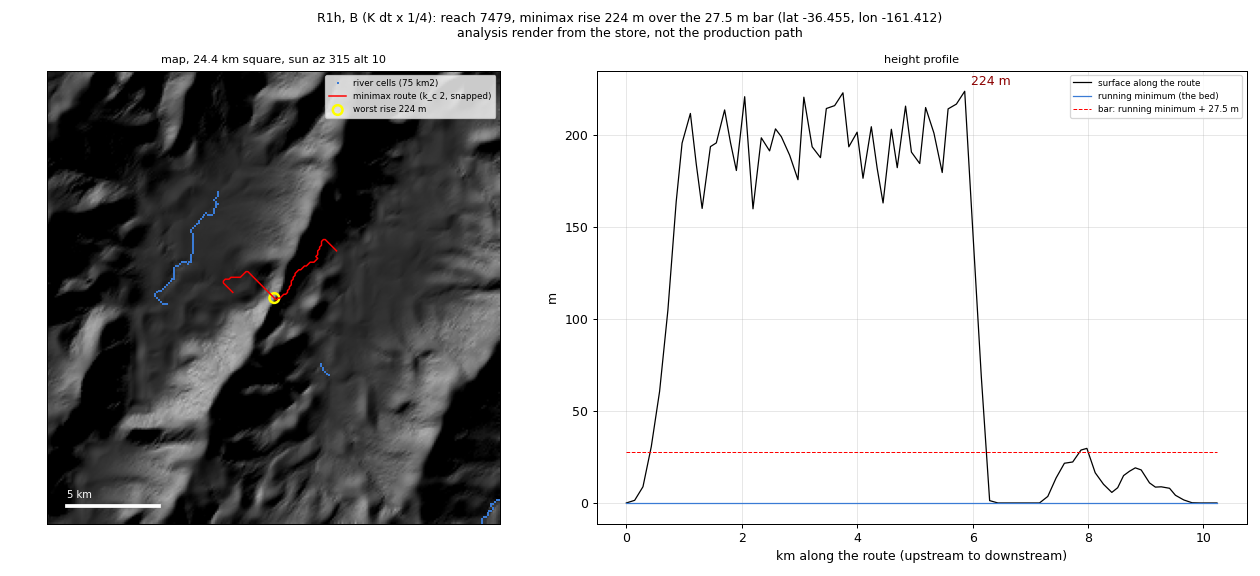 R1h, B (K dt x 1/4): reach 7479, minimax rise 224 m over the 27.5 m bar (lat -36.455, lon -161.412)
analysis render from the store, not the production path
map, 24.4 km square, sun az 315 alt 10
river cells (75 km2)
minimax route (k_c 2, snapped)
worst rise 224 m
5 km
height profile
224 m
surface along the route
running minimum (the bed)
bar: running minimum + 27.5 m
m
200
150
100
50
0
0 2 4 6 8 10
km along the route (upstream to downstream)